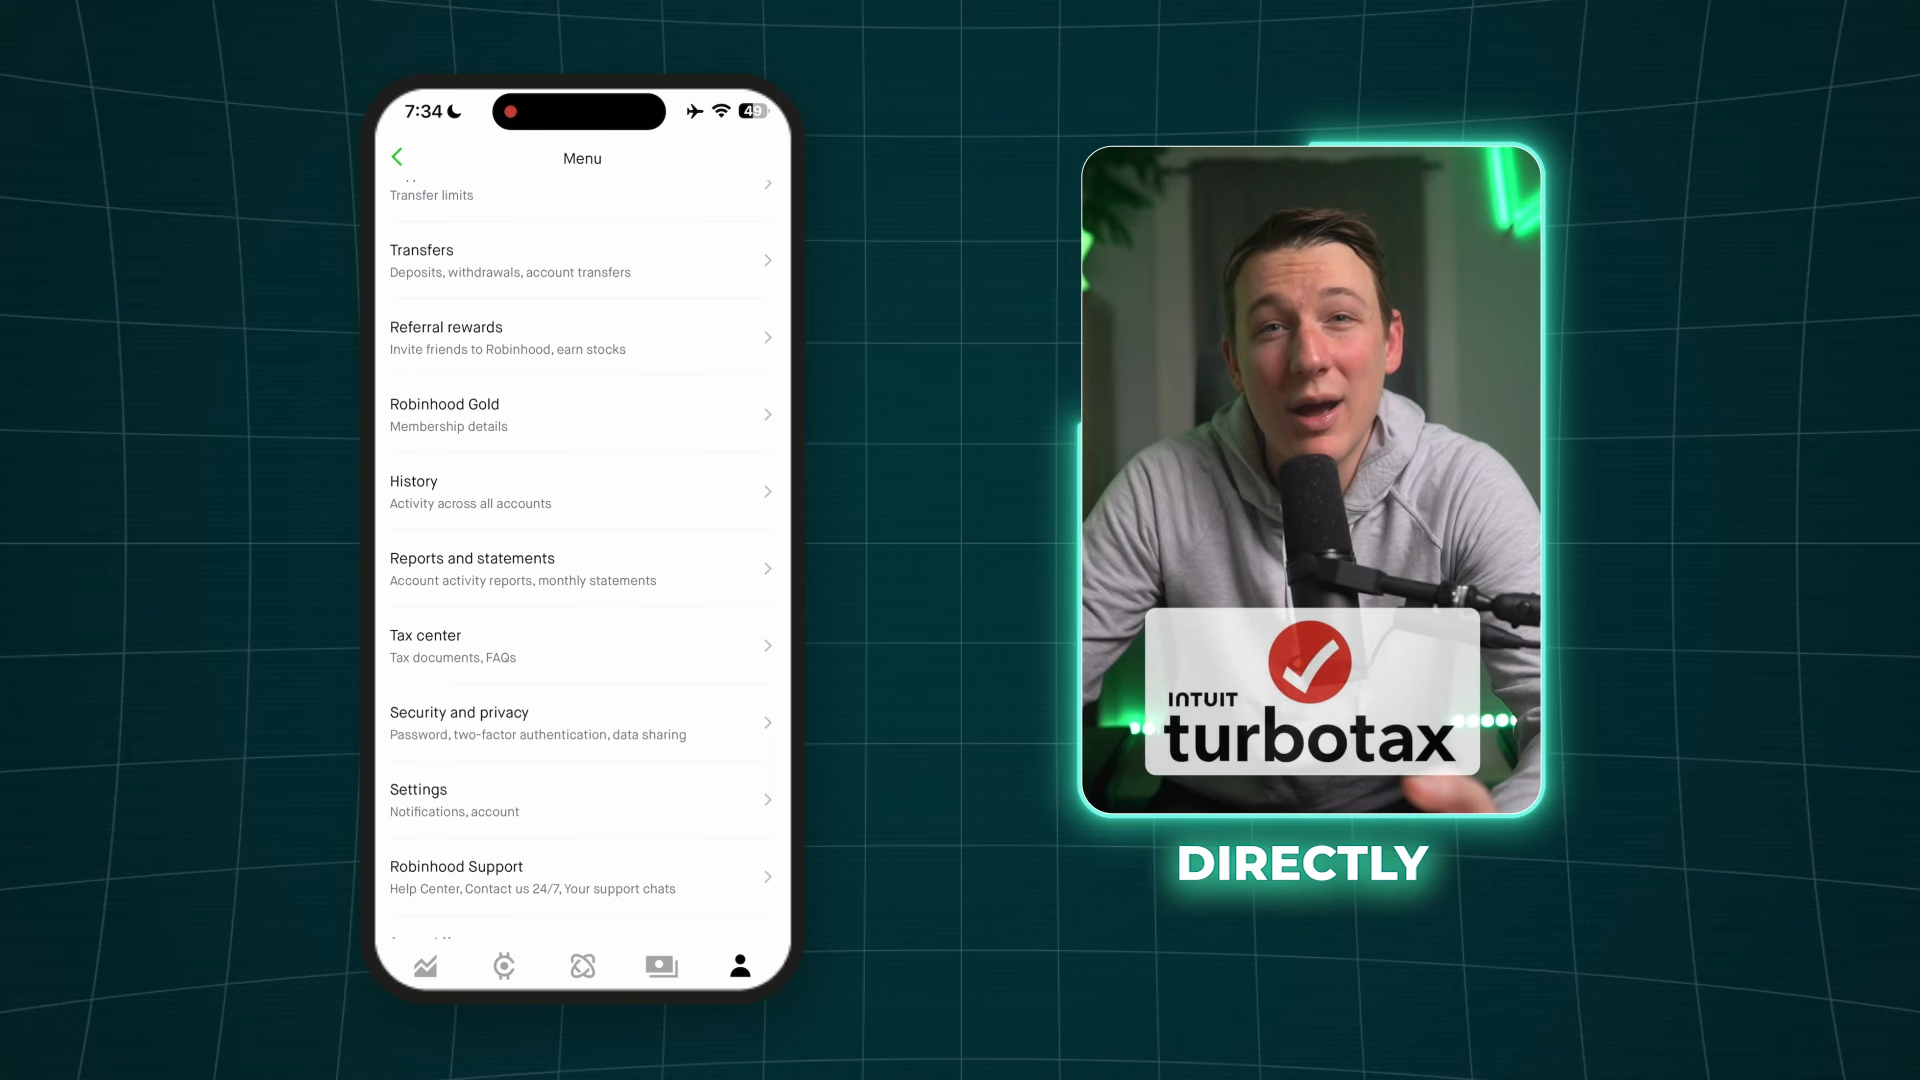 7:34
49
Menu
Transfer limits
Transfers
Deposits, withdrawals, account transfers
Referral rewards
Invite friends to Robinhood, earn stocks
Robinhood Gold
Membership details
History
Activity across all accounts
Reports and statements
Account activity reports, monthly statements
Tax center
Tax documents, FAQs
Security and privacy
Password, two-factor authentication, data sharing
Settings
Notifications, account
Robinhood Support
Help Center, Contact us 24/7, Your support chats
INTUIT
turbotax
DIRECTLY